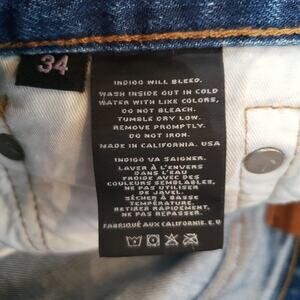 34
INDIGO WILL BLEED.
WASH INSIDE OUT IN COLD
WATER WITH LIKE COLORS,
DO NOT BLEACH.
TUMBLE DRY LOW.
REMOVE PROMPTLY.
DO NOT IRON.
MADE IN CALIFORNIA. USA
INDIGO VA SAIGNER.
LAVER À L'ENVERS
DANS L'EAU
FROIDE AVEC DES
COULEURS SEMBLABLES,
NE PAS UTILISER
DE JAVEL.
SÉCHER À BASSE
TEMPÉRATURE.
RETIRER RAPIDEMENT.
NE PAS REPASSER.
FABRIQUÉ AUX CALIFORNIE. E.U